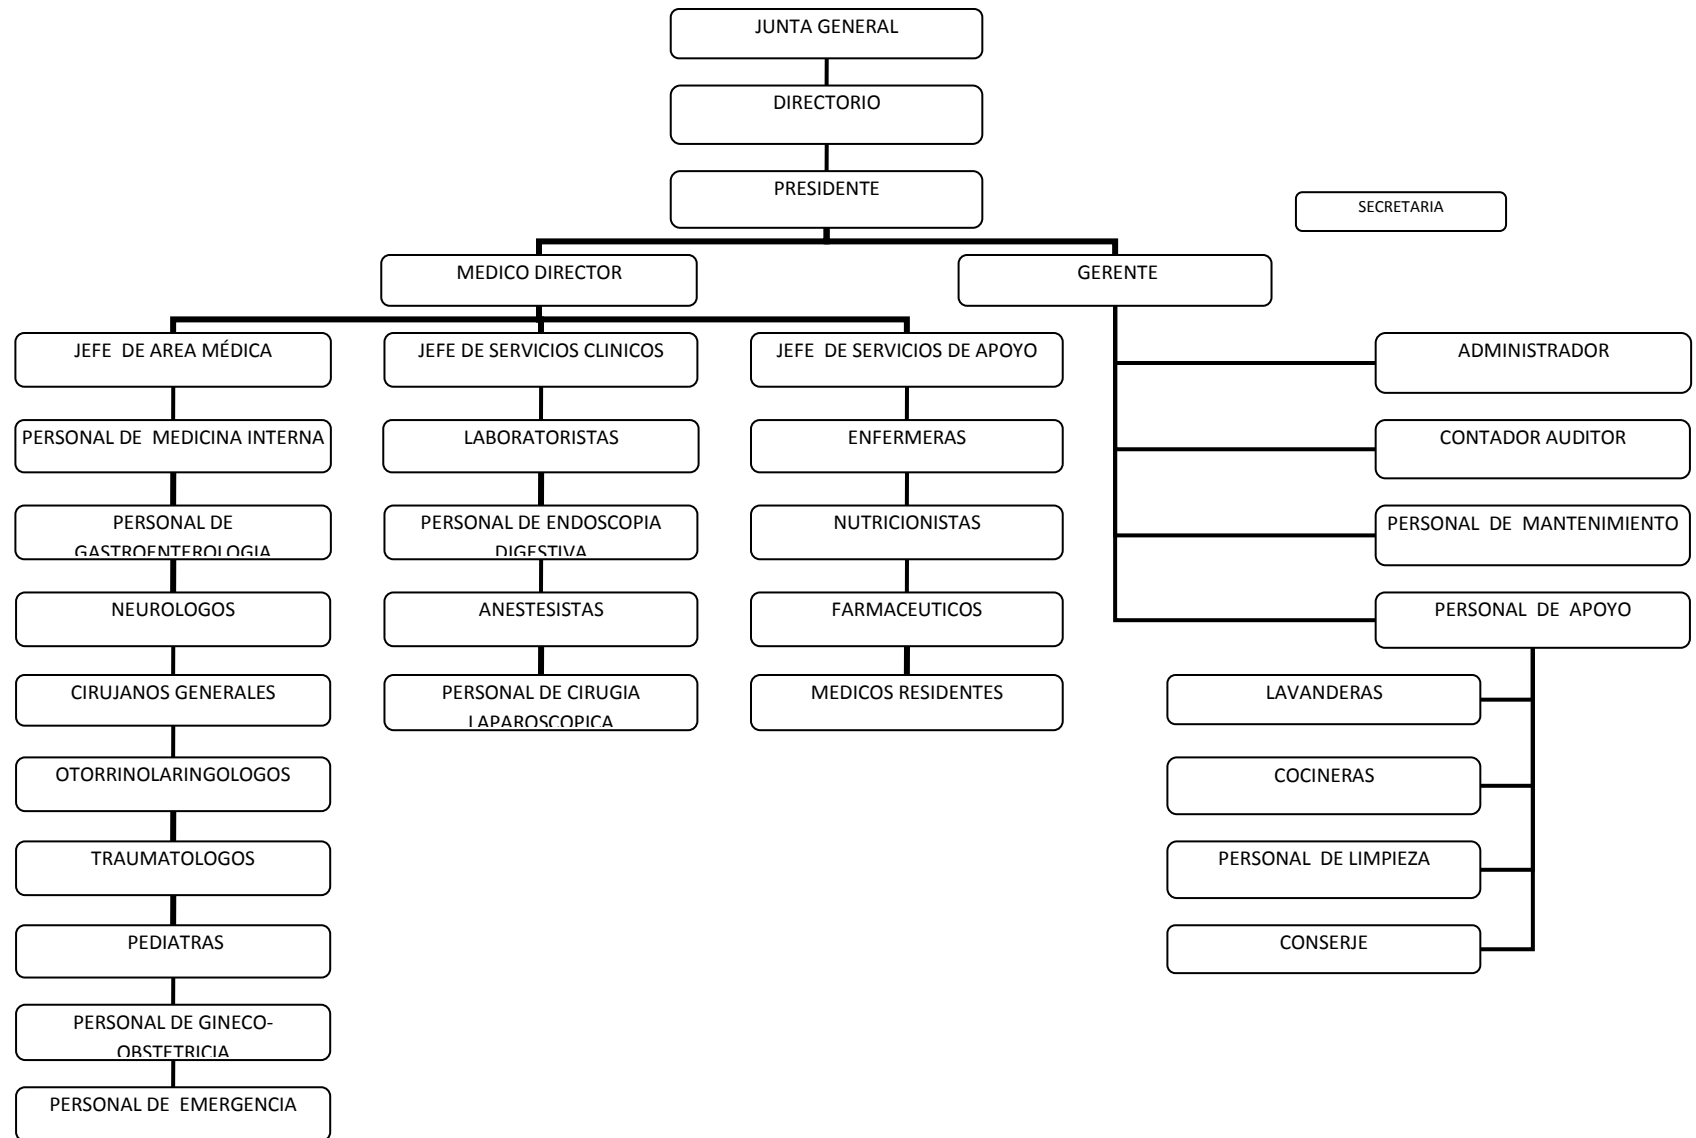 JUNTA GENERAL
DIRECTORIO
PRESIDENTE
SECRETARIA
MEDICO DIRECTOR
GERENTE
JEFE DE AREA MÉDICA
JEFE DE SERVICIOS CLINICOS
JEFE DE SERVICIOS DE APOYO
ADMINISTRADOR
PERSONAL DE MEDICINA INTERNA
LABORATORISTAS
ENFERMERAS
CONTADOR AUDITOR
PERSONAL DE
GASTROENTEROLOGIA
PERSONAL DE ENDOSCOPIA
DIGESTIVA
NUTRICIONISTAS
PERSONAL DE MANTENIMIENTO
NEUROLOGOS
ANESTESISTAS
FARMACEUTICOS
PERSONAL DE APOYO
CIRUJANOS GENERALES
PERSONAL DE CIRUGIA
LAPAROSCOPICA
MEDICOS RESIDENTES
LAVANDERAS
OTORRINOLARINGOLOGOS
COCINERAS
TRAUMATOLOGOS
PERSONAL DE LIMPIEZA
PEDIATRAS
CONSERJE
PERSONAL DE GINECO-
OBSTETRICIA
PERSONAL DE EMERGENCIA